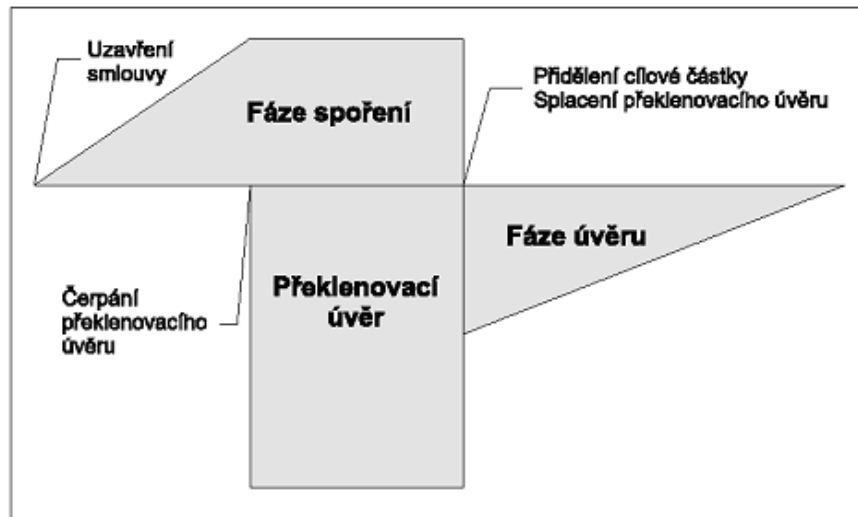 Uzavření
smlouvy
Fáze spoření
Přidělení cílové částky
Splacení překlenovacího úvěru
Fáze úvěru
Překlenovací
úvěr
Čerpání
překlenovacího
úvěru